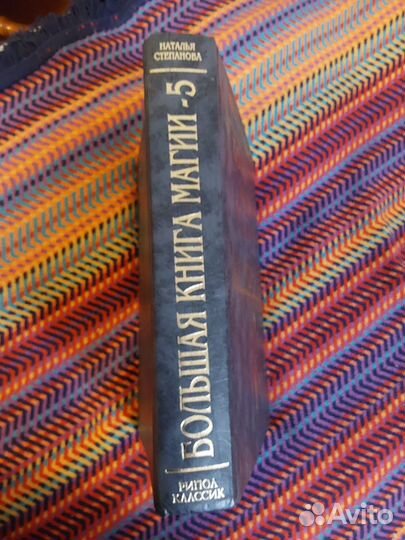 НАТАЛЬЯ
СТЕПАНОВА
БОЛЬШАЯ КНИГА МАГИИ -5
РИПОЛ
КЛАССИК
Avito